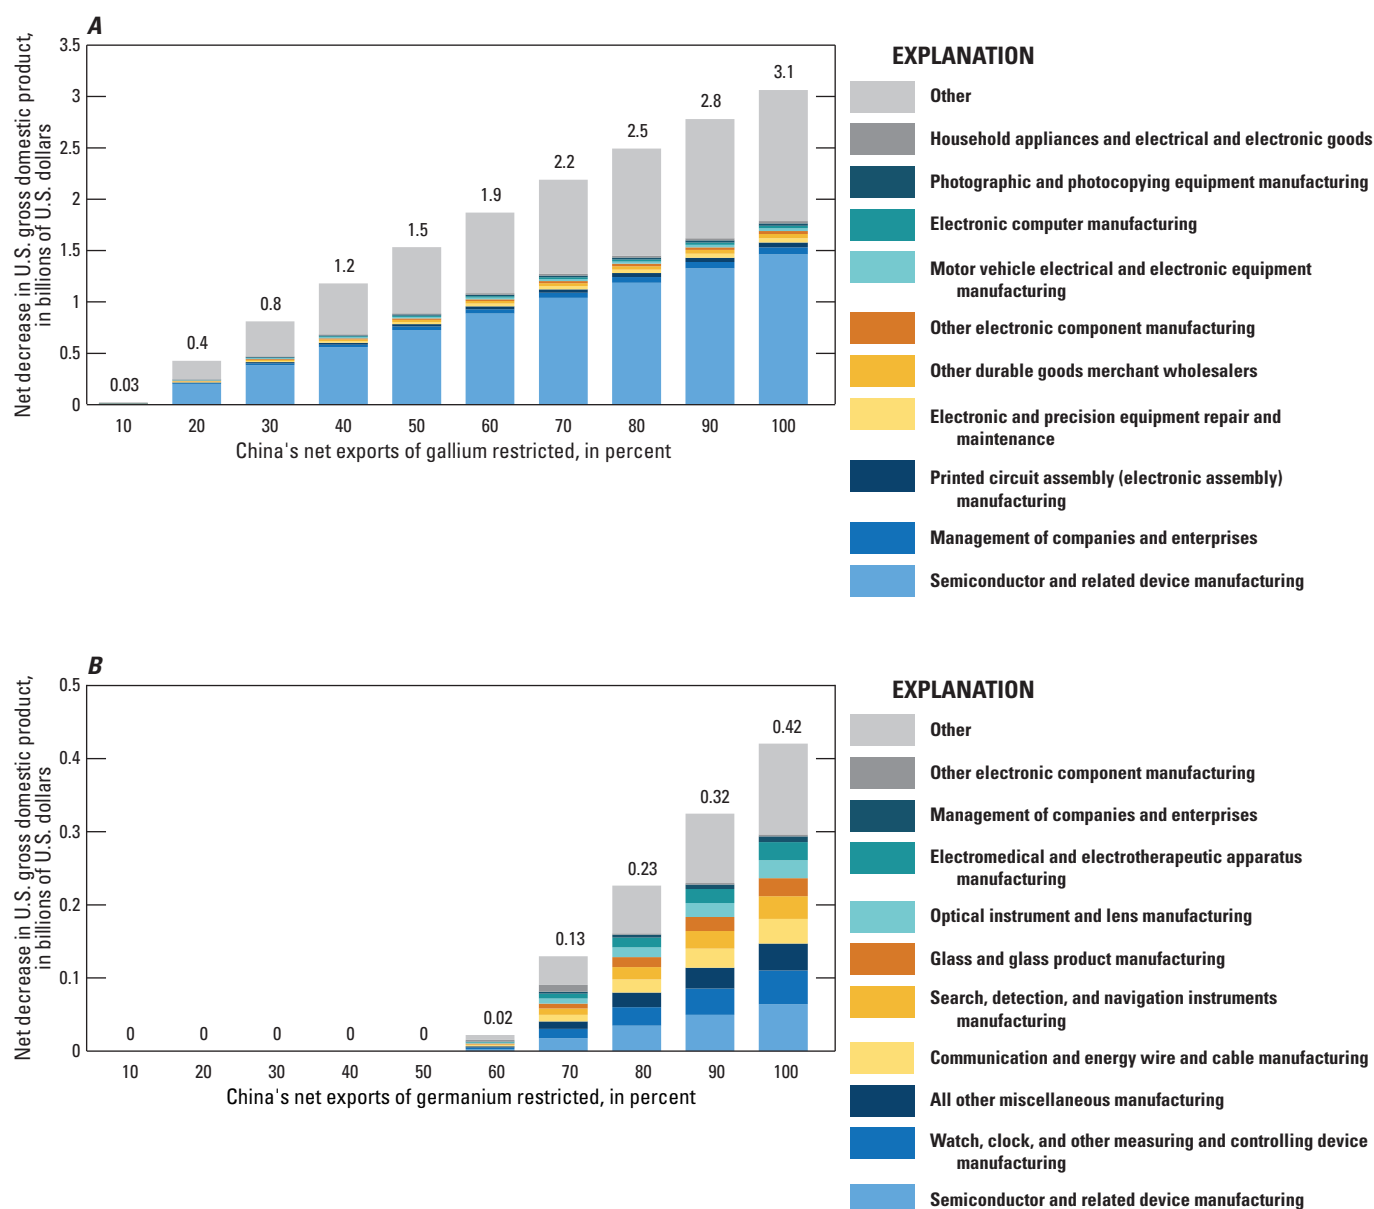 A
Net decrease in U.S. gross domestic product,
in billions of U.S. dollars
3.5
3
2.5
2
1.5
1
0.5
0
0.03
0.4
0.8
1.2
1.5
1.9
2.2
2.5
2.8
3.1
10 20 30 40 50 60 70 80 90 100
China's net exports of gallium restricted, in percent
EXPLANATION
Other
Household appliances and electrical and electronic goods
Photographic and photocopying equipment manufacturing
Electronic computer manufacturing
Motor vehicle electrical and electronic equipment
manufacturing
Other electronic component manufacturing
Other durable goods merchant wholesalers
Electronic and precision equipment repair and
maintenance
Printed circuit assembly (electronic assembly)
manufacturing
Management of companies and enterprises
Semiconductor and related device manufacturing
B
Net decrease in U.S. gross domestic product,
in billions of U.S. dollars
0.5
0.4
0.3
0.2
0.1
0
0
0
0
0
0
0.02
0.13
0.23
0.32
0.42
10 20 30 40 50 60 70 80 90 100
China's net exports of germanium restricted, in percent
EXPLANATION
Other
Other electronic component manufacturing
Management of companies and enterprises
Electromedical and electrotherapeutic apparatus
manufacturing
Optical instrument and lens manufacturing
Glass and glass product manufacturing
Search, detection, and navigation instruments
manufacturing
Communication and energy wire and cable manufacturing
All other miscellaneous manufacturing
Watch, clock, and other measuring and controlling device
manufacturing
Semiconductor and related device manufacturing